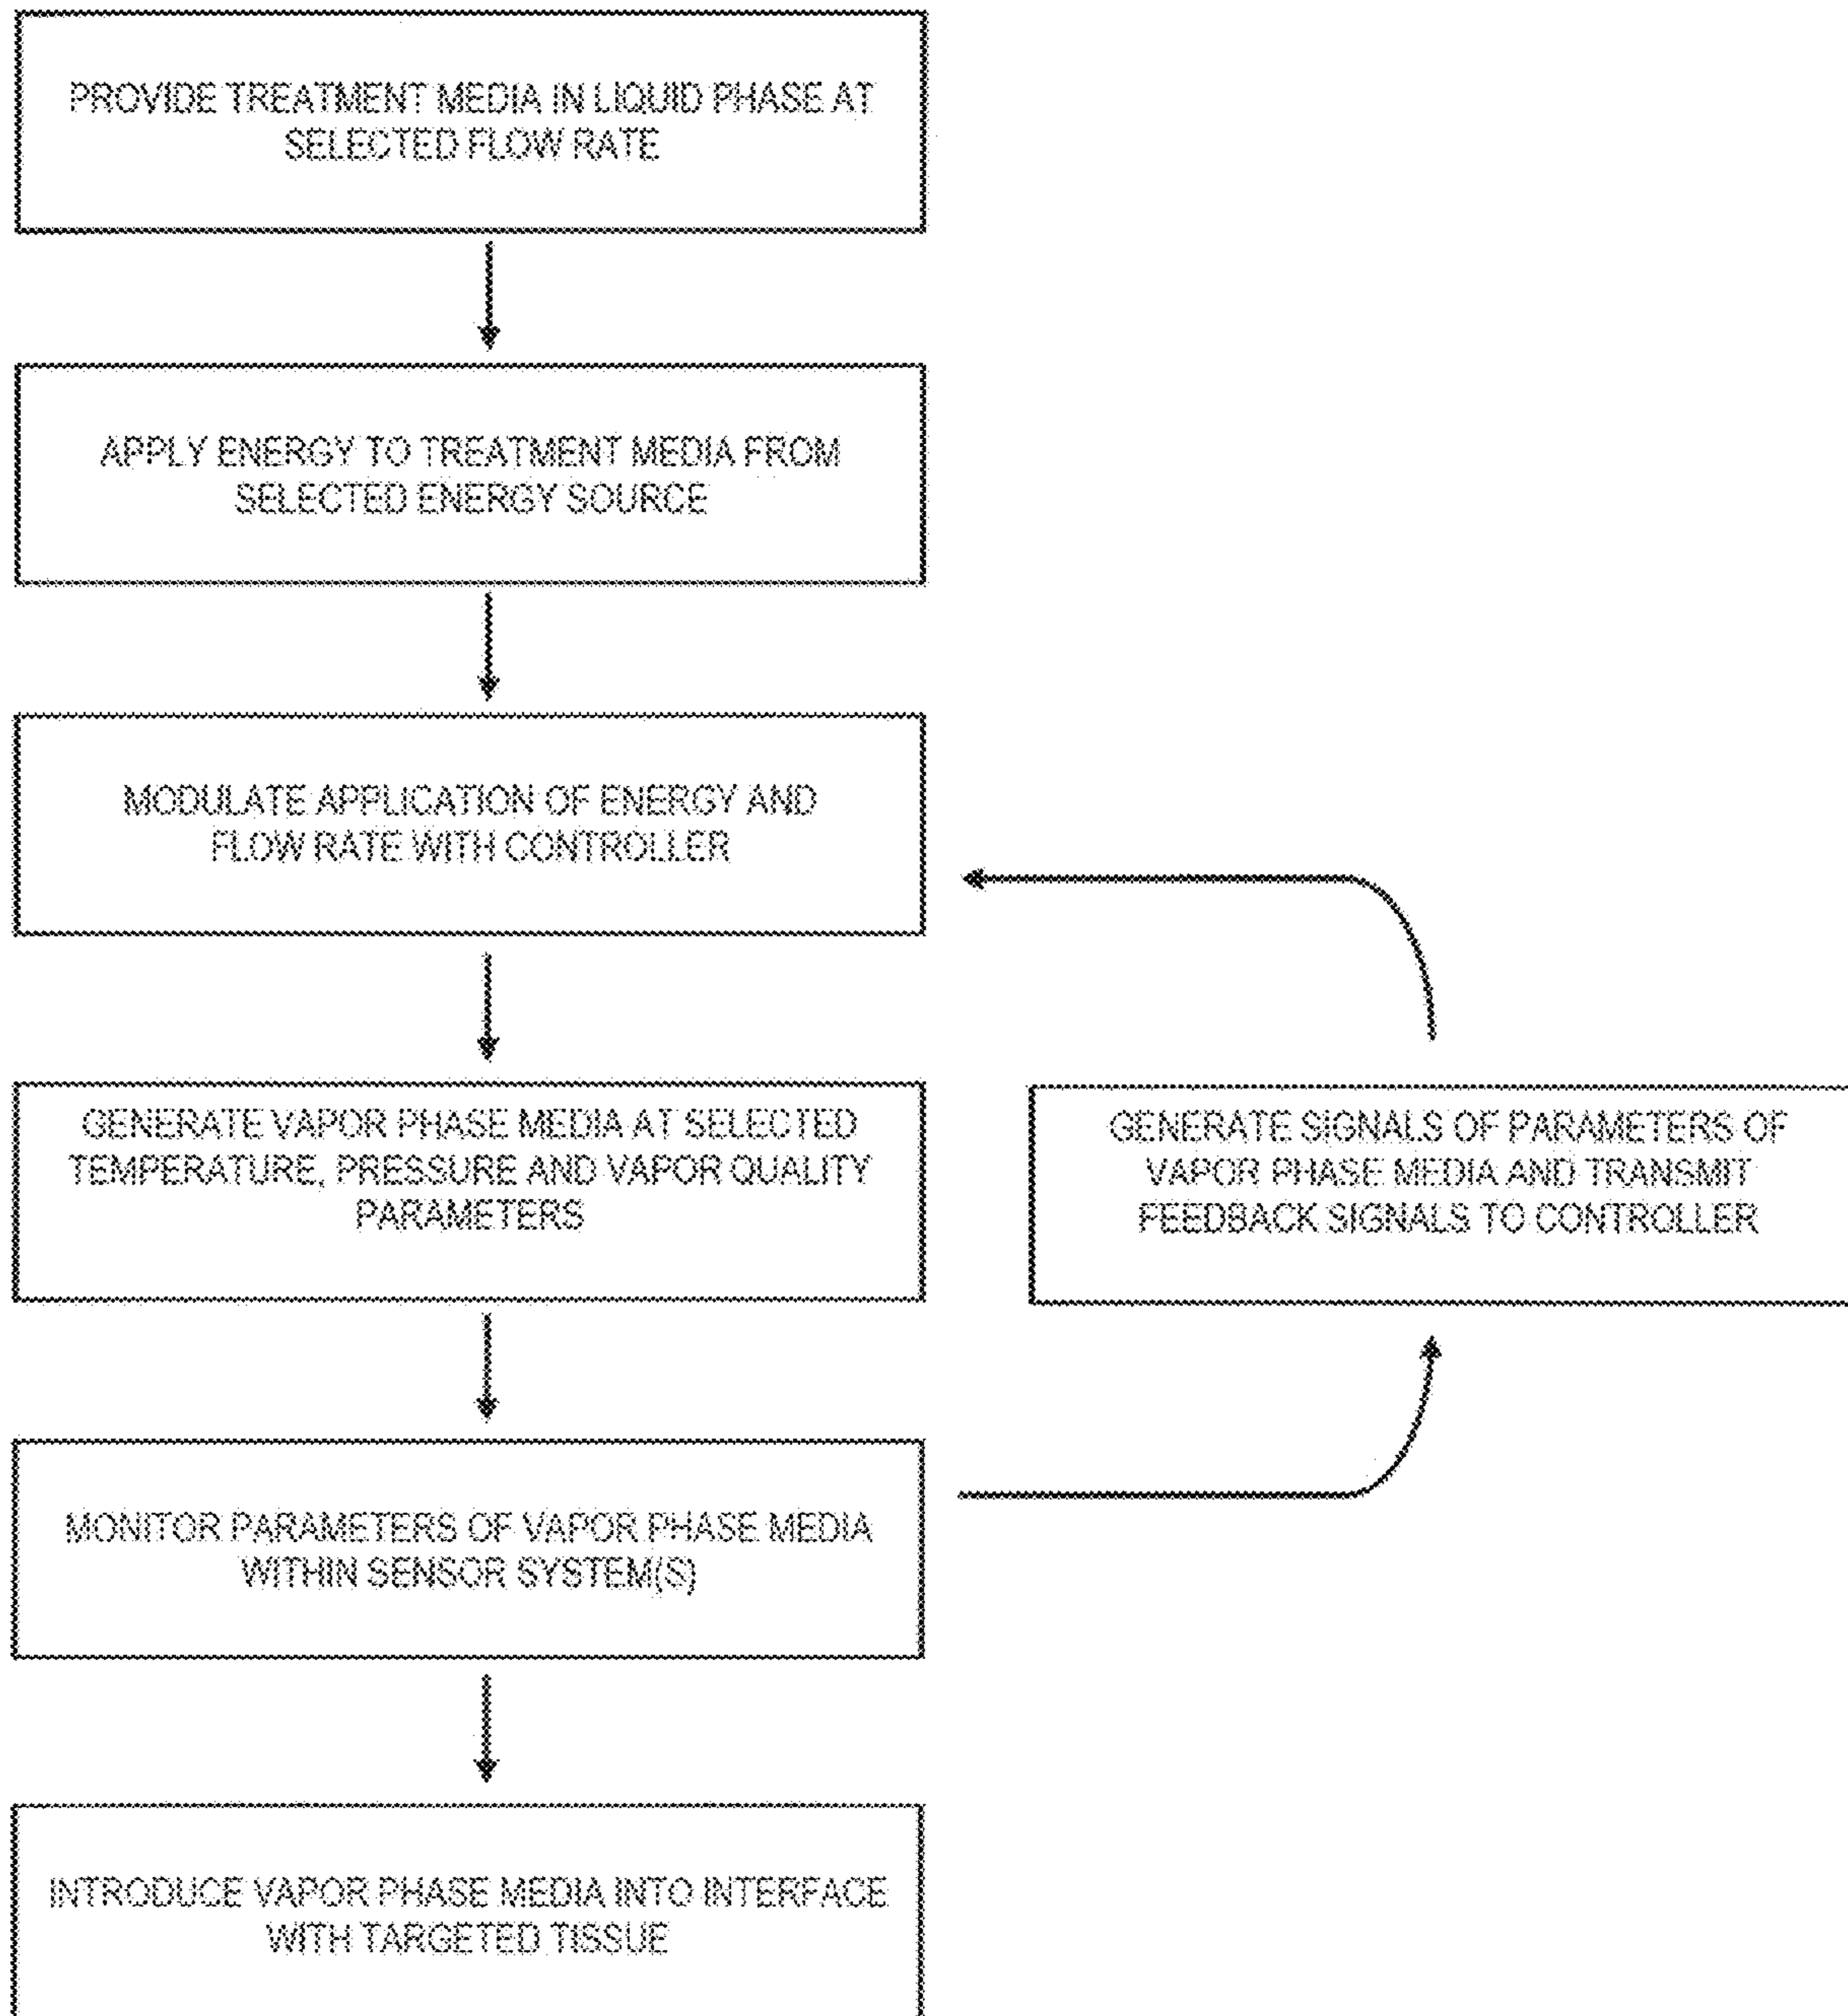 PROVIDE TREATMENT MEDIA IN LIQUID PHASE AT
SELECTED FLOW RATE
APPLY ENERGY TO TREATMENT MEDIA FROM
SELECTED ENERGY SOURCE
MODULATE APPLICATION OF ENERGY AND
FLOW RATE WITH CONTROLLER
GENERATE VAPOR PHASE MEDIA AT SELECTED
TEMPERATURE, PRESSURE AND VAPOR QUALITY
PARAMETERS
GENERATE SIGNALS OF PARAMETERS OF
VAPOR PHASE MEDIA AND TRANSMIT
FEEDBACK SIGNALS TO CONTROLLER
MONITOR PARAMETERS OF VAPOR PHASE MEDIA
WITHIN SENSOR SYSTEM(S)
INTRODUCE VAPOR PHASE MEDIA INTO INTERFACE
WITH TARGETED TISSUE